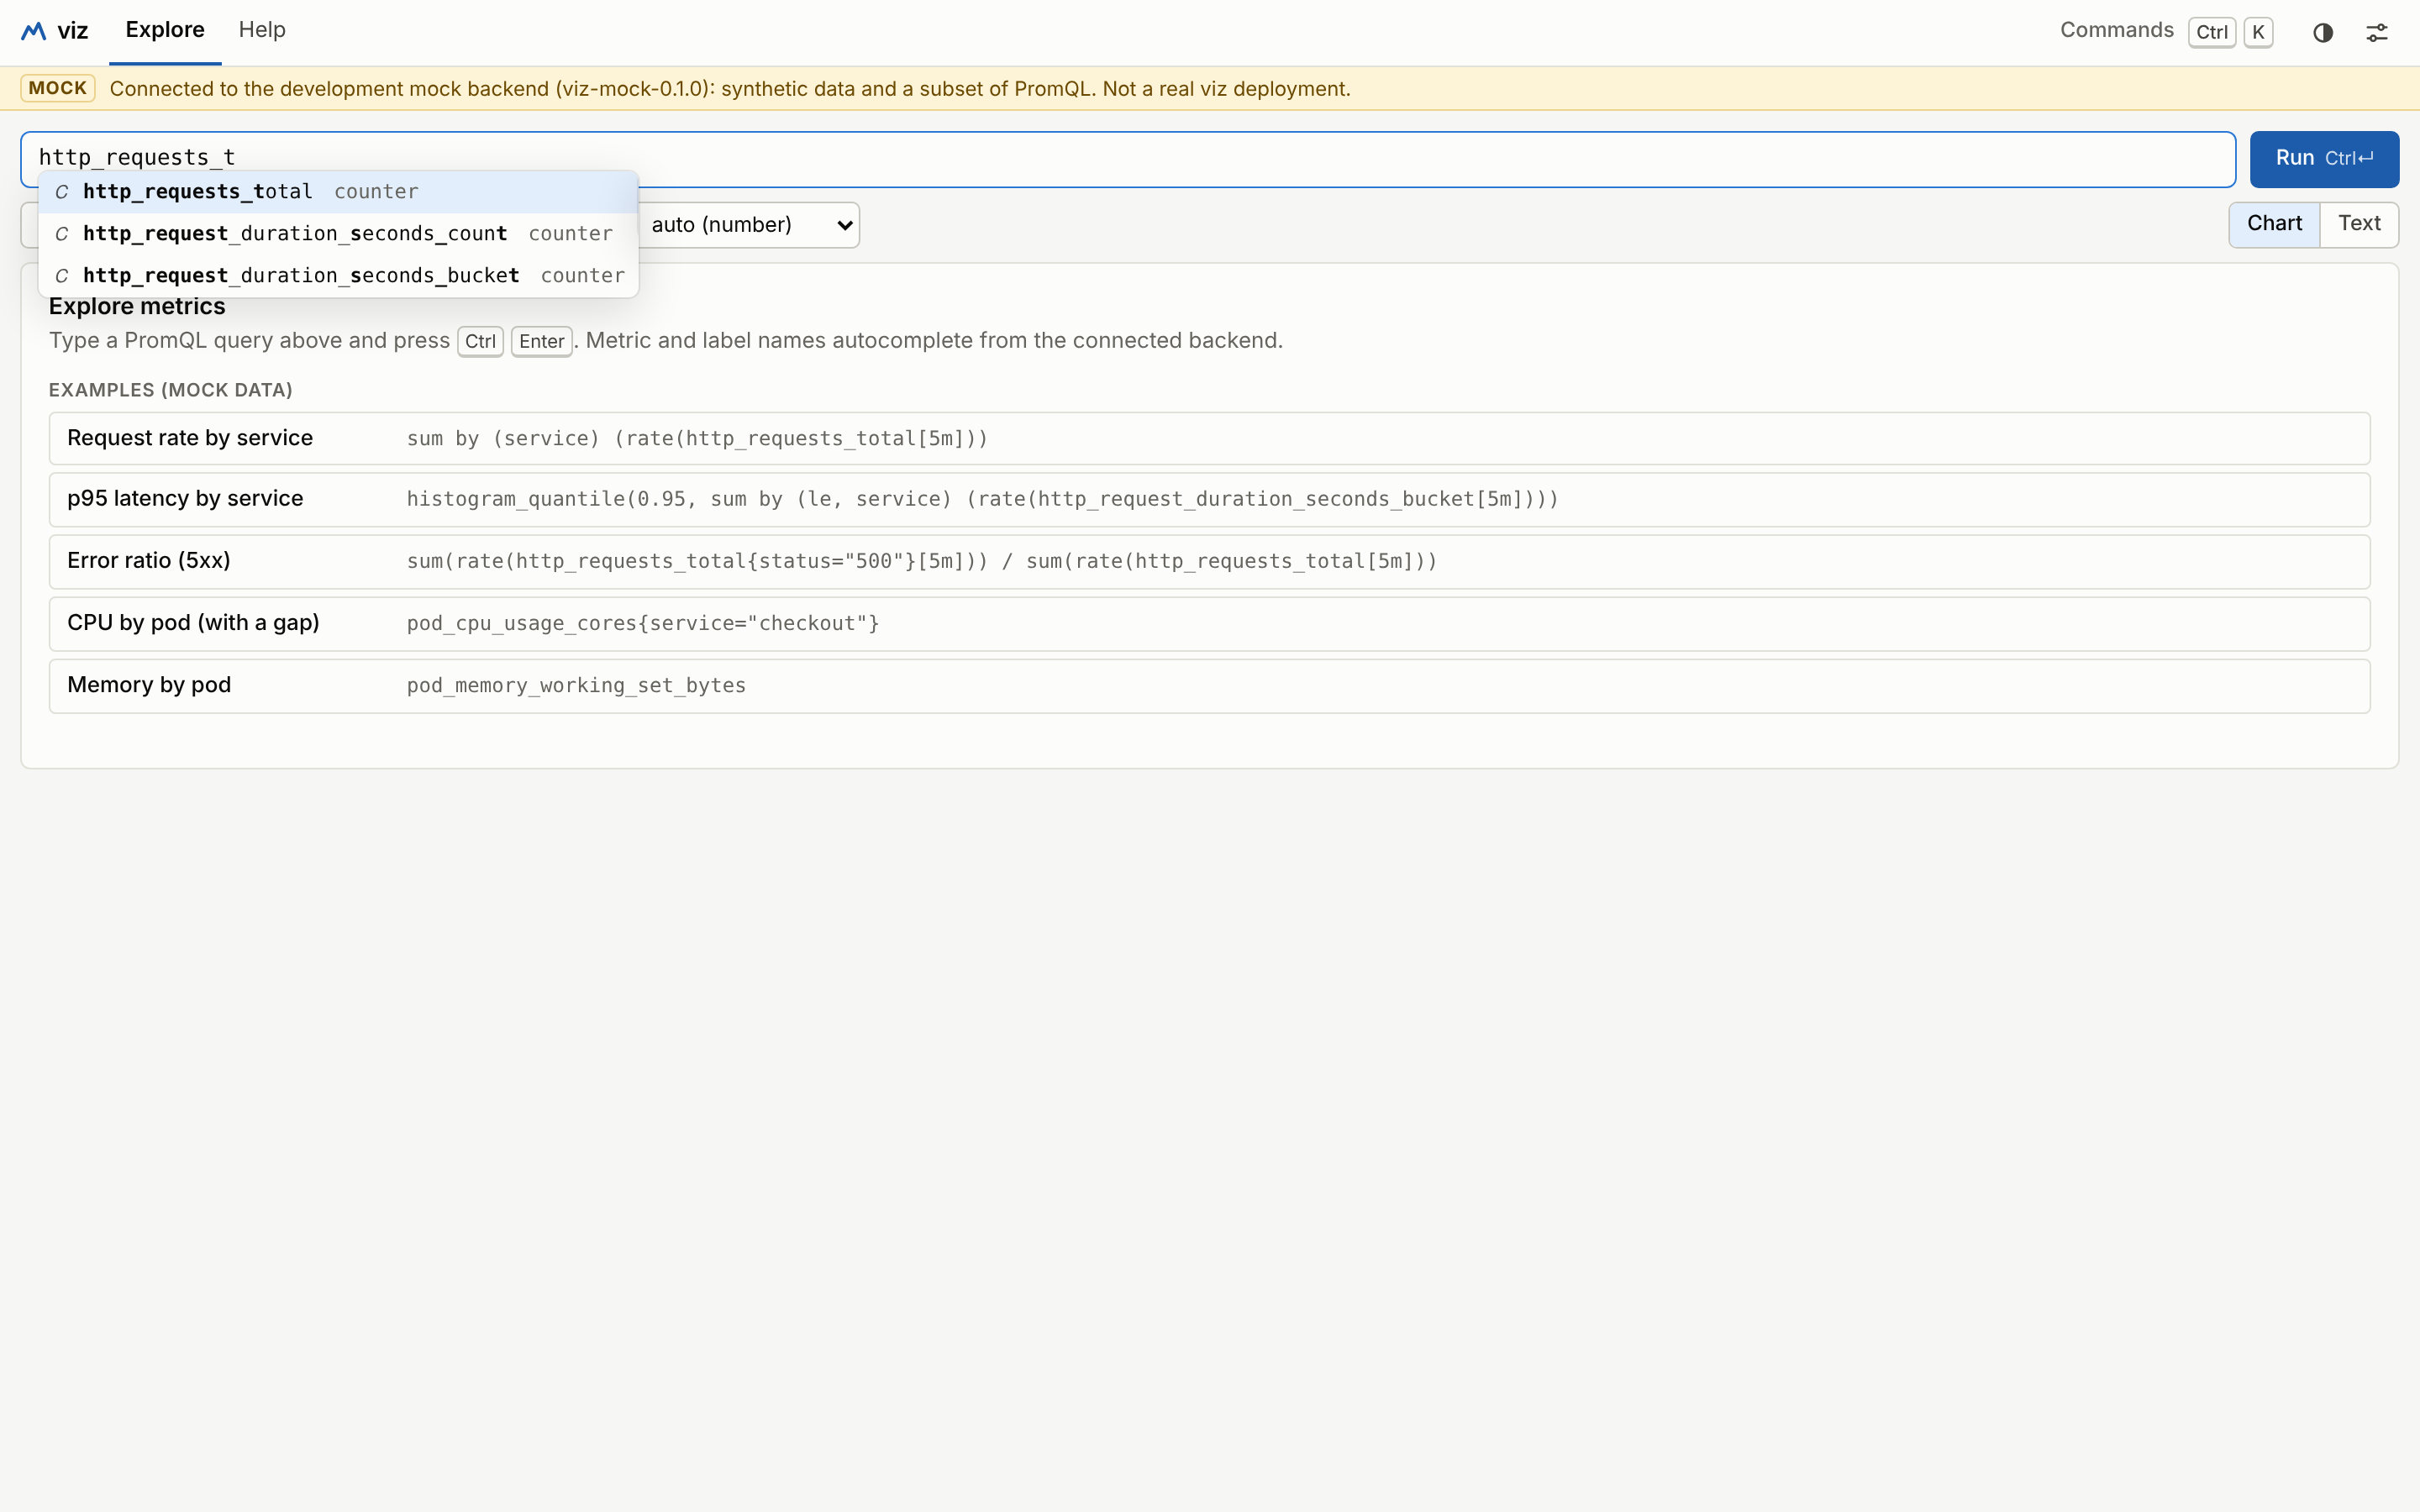 viz Explore Help Commands Ctrl K
MOCK Connected to the development mock backend (viz-mock-0.1.0): synthetic data and a subset of PromQL. Not a real viz deployment.
http_requests_t
Run Ctrl↵
C http_requests_total counter
C http_request_duration_seconds_count counter
C http_request_duration_seconds_bucket counter
auto (number)
Chart Text
Explore metrics
Type a PromQL query above and press Ctrl Enter. Metric and label names autocomplete from the connected backend.
EXAMPLES (MOCK DATA)
Request rate by service sum by (service) (rate(http_requests_total[5m]))
p95 latency by service histogram_quantile(0.95, sum by (le, service) (rate(http_request_duration_seconds_bucket[5m])))
Error ratio (5xx) sum(rate(http_requests_total{status="500"}[5m])) / sum(rate(http_requests_total[5m]))
CPU by pod (with a gap) pod_cpu_usage_cores{service="checkout"}
Memory by pod pod_memory_working_set_bytes